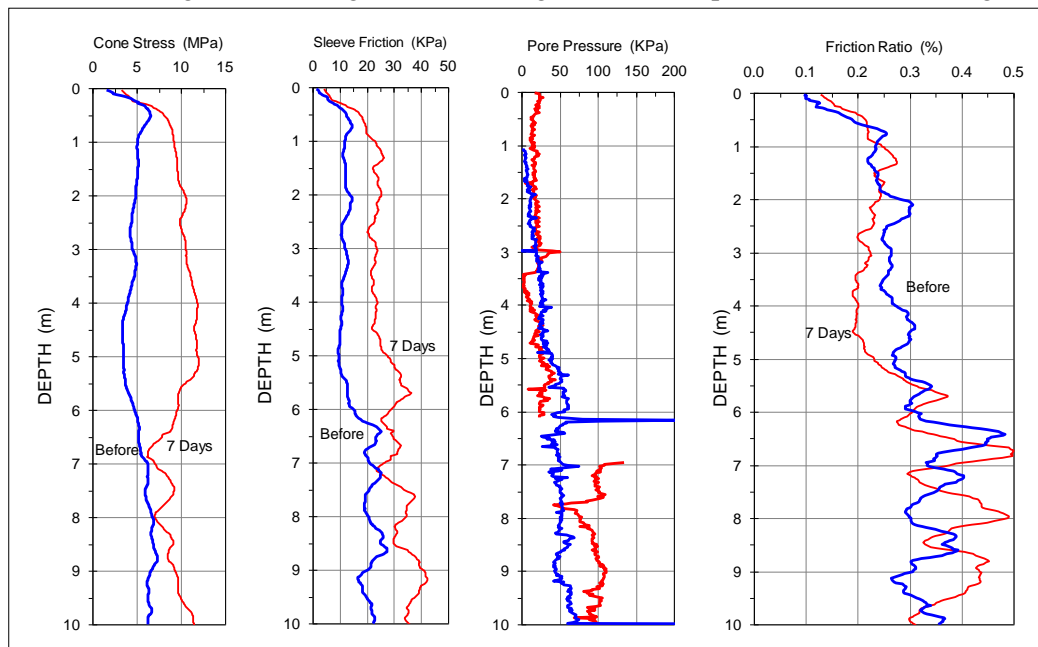 Cone Stress (MPa)
0 5 10 15
DEPTH (m)
0
1
2
3
4
5
6
7
8
9
10
Before
7 Days
Sleeve Friction (KPa)
0 10 20 30 40 50
DEPTH (m)
0
1
2
3
4
5
6
7
8
9
10
7 Days
Before
Pore Pressure (KPa)
0 50 100 150 200
DEPTH (m)
0
1
2
3
4
5
6
7
8
9
10
Friction Ratio (%)
0.0 0.1 0.2 0.3 0.4 0.5
DEPTH (m)
0
1
2
3
4
5
6
7
8
9
10
Before
7 Days